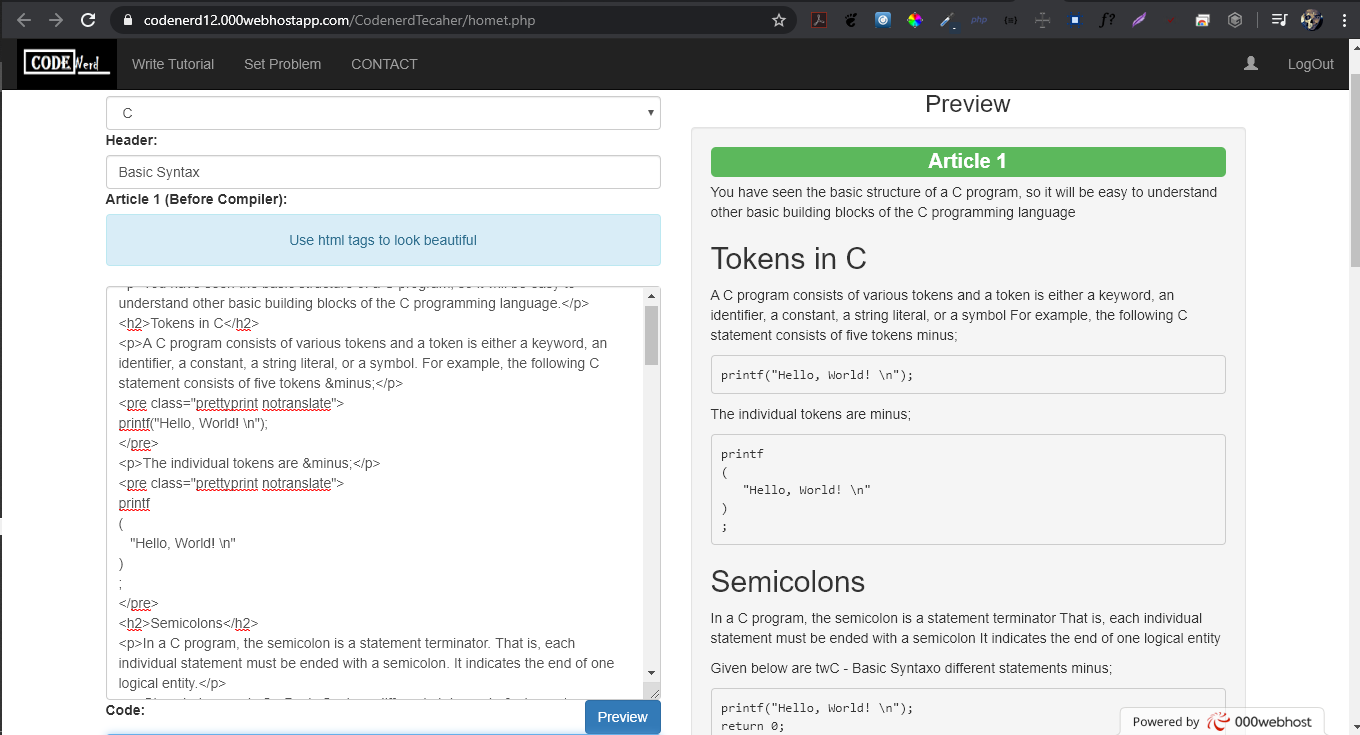 codenerd12.000webhostapp.com/CodenerdTecaher/homet.php
php
f?
CODE Nerd
Write Tutorial
Set Problem
CONTACT
LogOut
C
Header:
Basic Syntax
Article 1 (Before Compiler):
Use html tags to look beautiful
understand other basic building blocks of the C programming language.</p>
<h2>Tokens in C</h2>
<p>A C program consists of various tokens and a token is either a keyword, an
identifier, a constant, a string literal, or a symbol. For example, the following C
statement consists of five tokens &minus;</p>
<pre class="prettyprint notranslate">
printf("Hello, World! \n");
</pre>
<p>The individual tokens are &minus;</p>
<pre class="prettyprint notranslate">
printf
(
"Hello, World! \n"
)
;
</pre>
<h2>Semicolons</h2>
<p>In a C program, the semicolon is a statement terminator. That is, each
individual statement must be ended with a semicolon. It indicates the end of one
logical entity.</p>
Code:
Preview
Preview
Article 1
You have seen the basic structure of a C program, so it will be easy to understand
other basic building blocks of the C programming language
Tokens in C
A C program consists of various tokens and a token is either a keyword, an
identifier, a constant, a string literal, or a symbol For example, the following C
statement consists of five tokens minus;
printf("Hello, World! \n");
The individual tokens are minus;
printf
(
"Hello, World! \n"
)
;
Semicolons
In a C program, the semicolon is a statement terminator That is, each individual
statement must be ended with a semicolon It indicates the end of one logical entity
Given below are twC - Basic Syntaxo different statements minus;
printf("Hello, World! \n");
return 0;
Powered by 000webhost